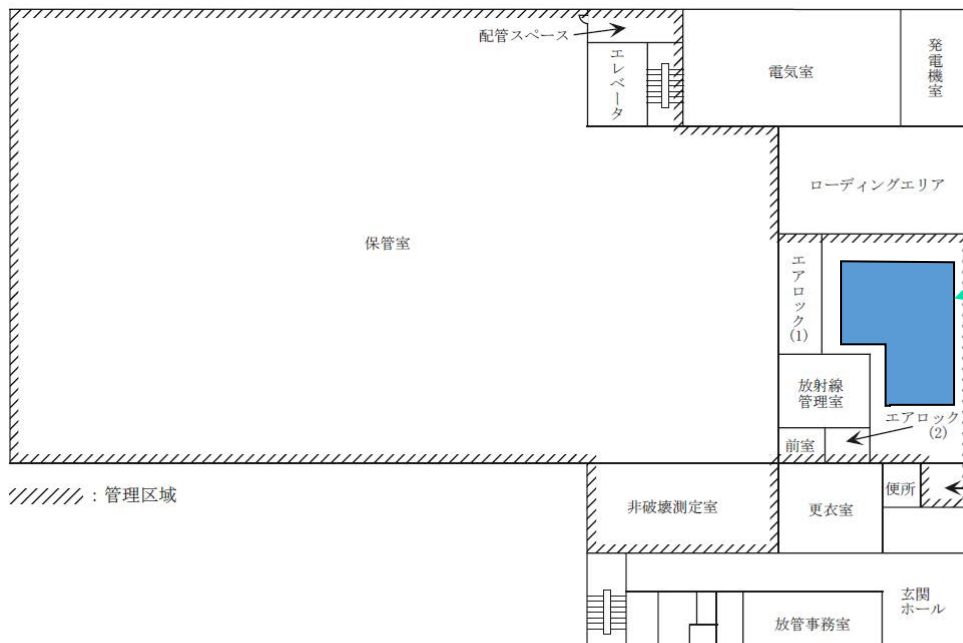 配管スペース
エレベータ
電気室
発電機室
ローディングエリア
保管室
エアロック
(1)
放射線
管理室
エアロック
(2)
前室
:管理区域
非破壊測定室
更衣室
便所
玄関
ホール
放管事務室